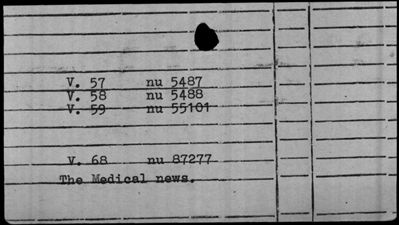 V. 57 nu 5487
V. 58 nu 5488
V. 59 nu 55101
V. 68 nu 87277
The Medical news.